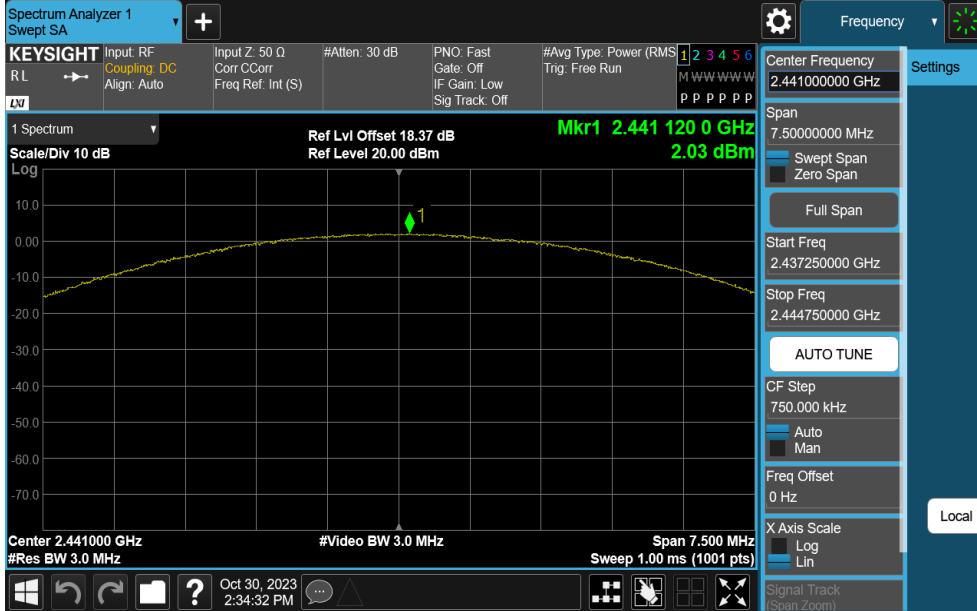 Spectrum Analyzer 1
Swept SA
Frequency
KEYSIGHT
R L
LXI
Input: RF
Coupling: DC
Align: Auto
Input Z: 50 Ω
Corr CCorr
Freq Ref: Int (S)
#Atten: 30 dB
PNO: Fast
Gate: Off
IF Gain: Low
Sig Track: Off
#Avg Type: Power (RMS
Trig: Free Run
1 2 3 4 5 6
M W W W W W
P P P P P P
Center Frequency
2.441000000 GHz
Settings
Span
7.50000000 MHz
Swept Span
Zero Span
Full Span
Start Freq
2.437250000 GHz
Stop Freq
2.444750000 GHz
AUTO TUNE
CF Step
750.000 kHz
Auto
Man
Freq Offset
0 Hz
X Axis Scale
Log
Lin
Signal Track
(Span Zoom)
Local
1 Spectrum
Scale/Div 10 dB
Log
Ref Lvl Offset 18.37 dB
Ref Level 20.00 dBm
Mkr1 2.441 120 0 GHz
2.03 dBm
1
10.0
0.00
-10.0
-20.0
-30.0
-40.0
-50.0
-60.0
-70.0
Center 2.441000 GHz
#Res BW 3.0 MHz
#Video BW 3.0 MHz
Span 7.500 MHz
Sweep 1.00 ms (1001 pts)
?
Oct 30, 2023
2:34:32 PM